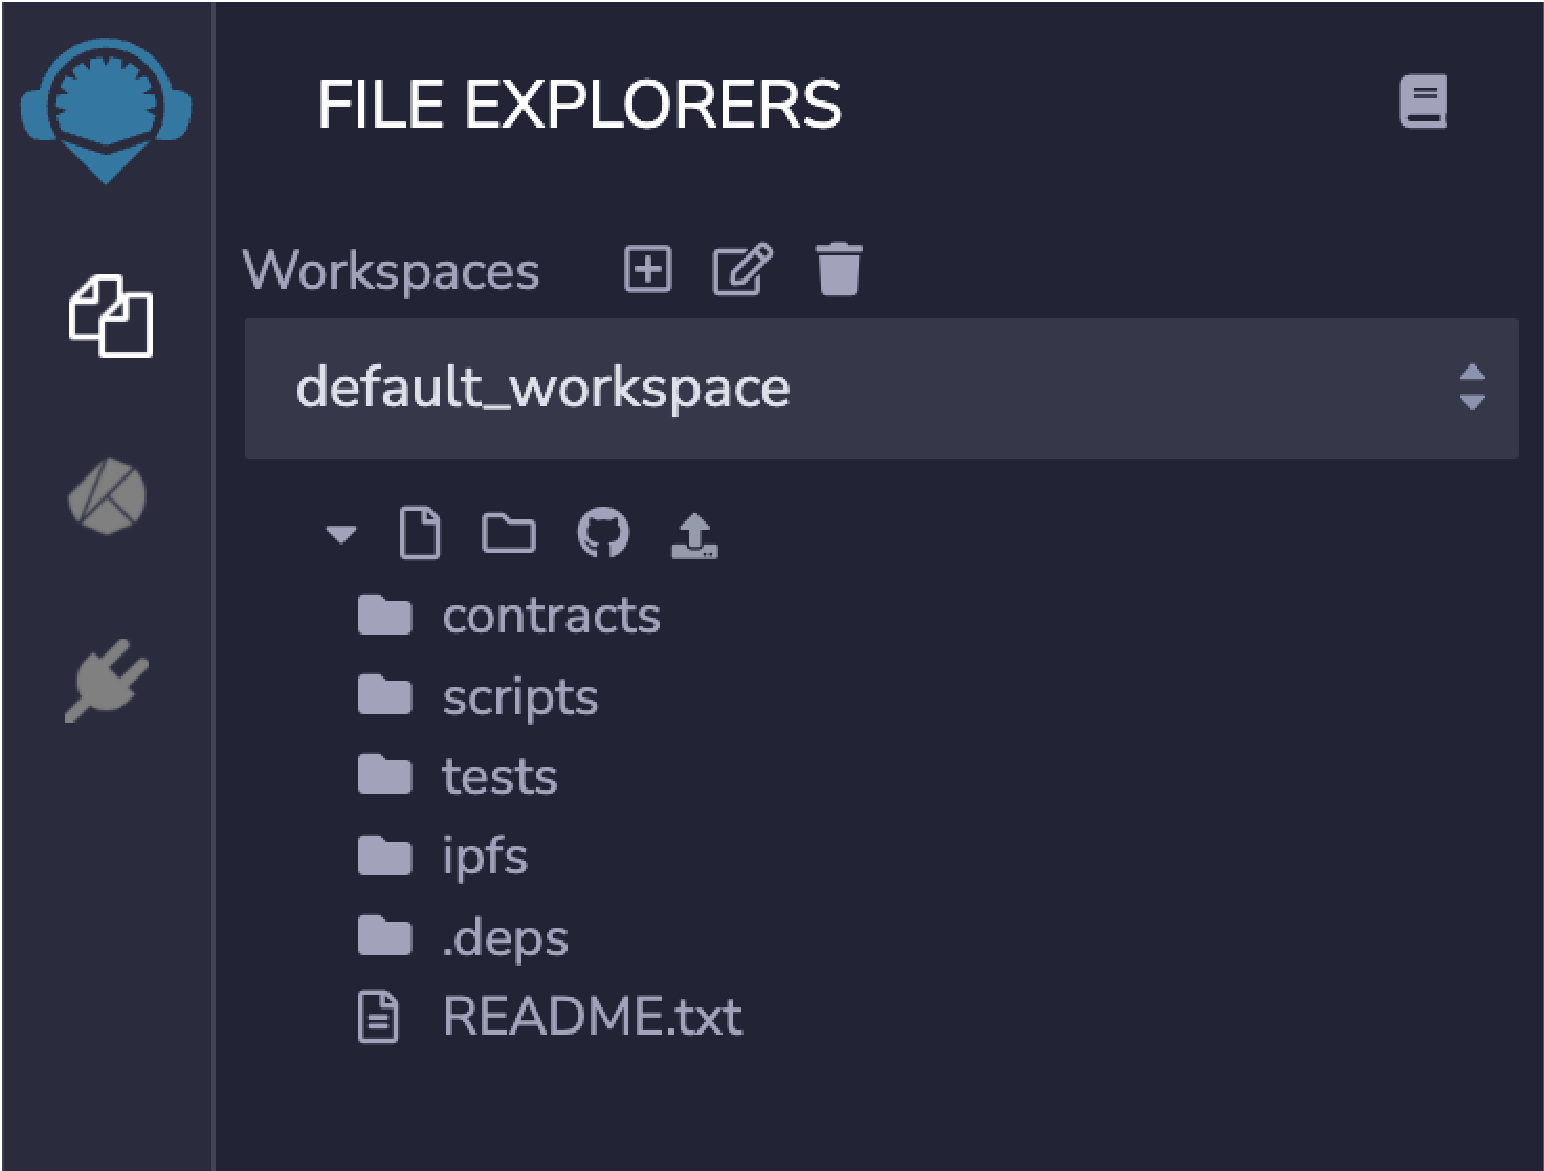 FILE EXPLORERS
Workspaces
default_workspace
contracts
scripts
tests
ipfs
.deps
README.txt